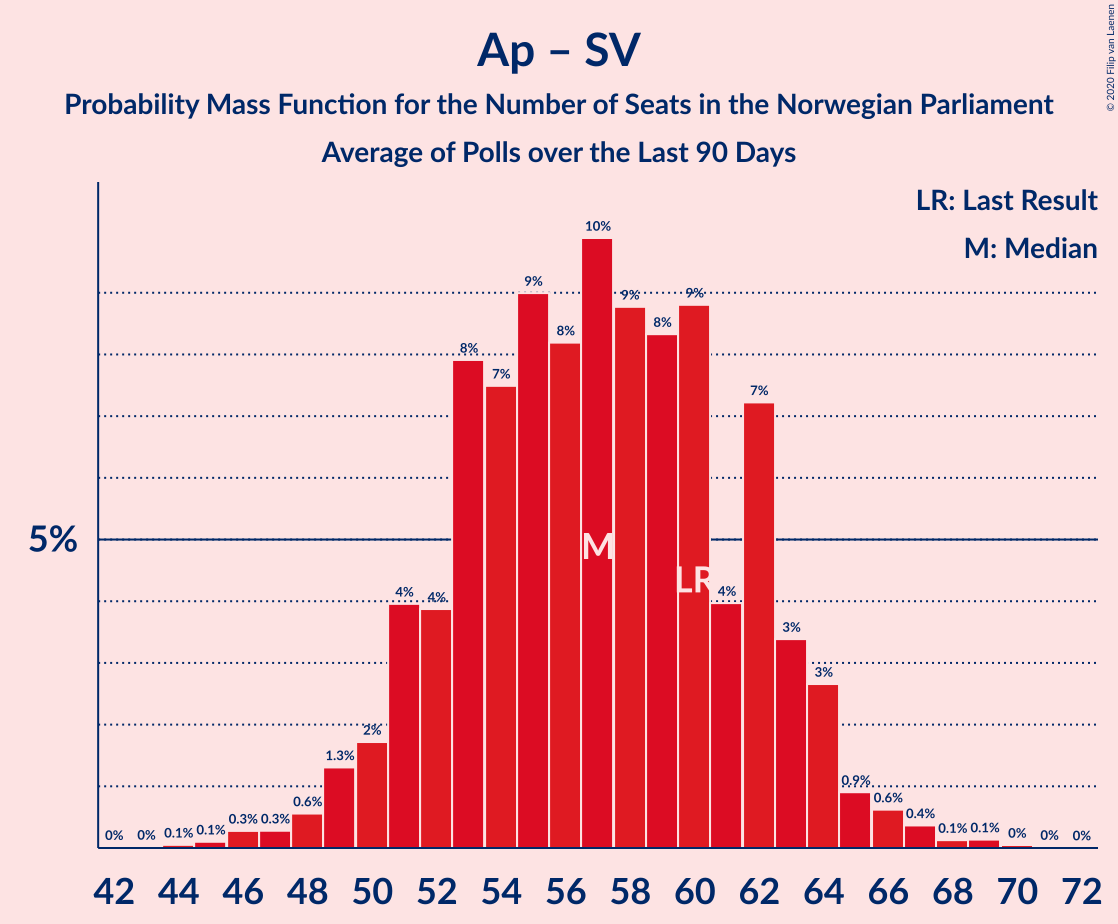 Ap – SV
Probability Mass Function for the Number of Seats in the Norwegian Parliament
Average of Polls over the Last 90 Days
© 2020 Filip van Laenen
LR: Last Result
M: Median
5%
0% 0% 0.1% 0.1% 0.3% 0.3% 0.6% 1.3% 2% 4% 4% 8% 7% 9% 8% 10% 9% 8% 9% 4% 7% 3% 3% 0.9% 0.6% 0.4% 0.1% 0.1% 0% 0% 0%
M
LR
42 44 46 48 50 52 54 56 58 60 62 64 66 68 70 72